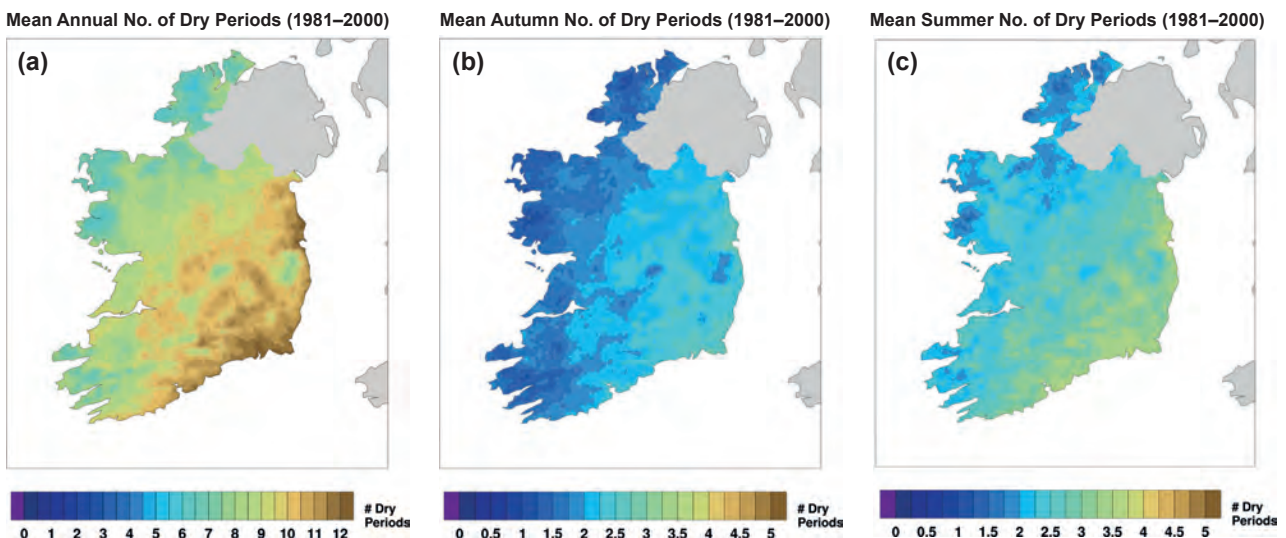 Mean Annual No. of Dry Periods (1981–2000)
Mean Autumn No. of Dry Periods (1981–2000)
Mean Summer No. of Dry Periods (1981–2000)
(a)
(b)
(c)
# Dry
Periods
0 1 2 3 4 5 6 7 8 9 10 11 12
# Dry
Periods
0 0.5 1 1.5 2 2.5 3 3.5 4 4.5 5
# Dry
Periods
0 0.5 1 1.5 2 2.5 3 3.5 4 4.5 5